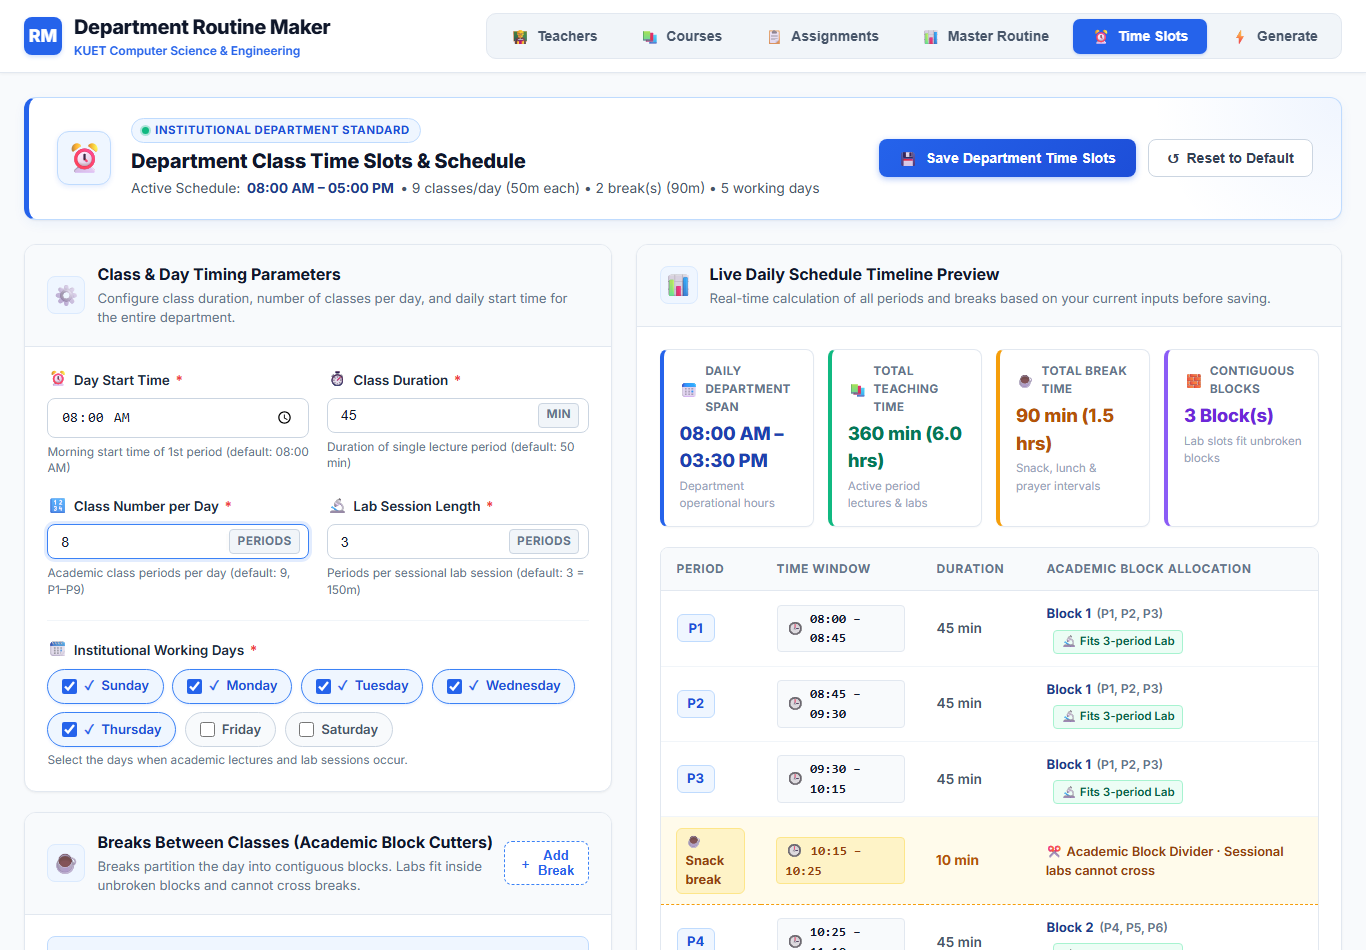 RM
Department Routine Maker
KUET Computer Science & Engineering
Teachers
Courses
Assignments
Master Routine
Time Slots
Generate
INSTITUTIONAL DEPARTMENT STANDARD
Department Class Time Slots & Schedule
Active Schedule: 08:00 AM – 05:00 PM • 9 classes/day (50m each) • 2 break(s) (90m) • 5 working days
Save Department Time Slots
↺ Reset to Default
Class & Day Timing Parameters
Configure class duration, number of classes per day, and daily start time for
the entire department.
Day Start Time *
08:00 AM
Morning start time of 1st period (default: 08:00
AM)
Class Duration *
45 MIN
Duration of single lecture period (default: 50
min)
Class Number per Day *
8 PERIODS
Academic class periods per day (default: 9,
P1–P9)
Lab Session Length *
3 PERIODS
Periods per sessional lab session (default: 3 =
150m)
Institutional Working Days *
✓ Sunday
✓ Monday
✓ Tuesday
✓ Wednesday
✓ Thursday
Friday
Saturday
Select the days when academic lectures and lab sessions occur.
Breaks Between Classes (Academic Block Cutters)
Breaks partition the day into contiguous blocks. Labs fit inside
unbroken blocks and cannot cross breaks.
+ Add
Break
Live Daily Schedule Timeline Preview
Real-time calculation of all periods and breaks based on your current inputs before saving.
DAILY
DEPARTMENT
SPAN
08:00 AM –
03:30 PM
Department
operational hours
TOTAL
TEACHING
TIME
360 min (6.0
hrs)
Active period
lectures & labs
TOTAL BREAK
TIME
90 min (1.5
hrs)
Snack, lunch &
prayer intervals
CONTIGUOUS
BLOCKS
3 Block(s)
Lab slots fit unbroken
blocks
PERIOD TIME WINDOW DURATION ACADEMIC BLOCK ALLOCATION
P1
08:00 –
08:45
45 min
Block 1 (P1, P2, P3)
Fits 3-period Lab
P2
08:45 –
09:30
45 min
Block 1 (P1, P2, P3)
Fits 3-period Lab
P3
09:30 –
10:15
45 min
Block 1 (P1, P2, P3)
Fits 3-period Lab
Snack
break
10:15 –
10:25
10 min
Academic Block Divider · Sessional
labs cannot cross
P4
10:25 –
45 min
Block 2 (P4, P5, P6)